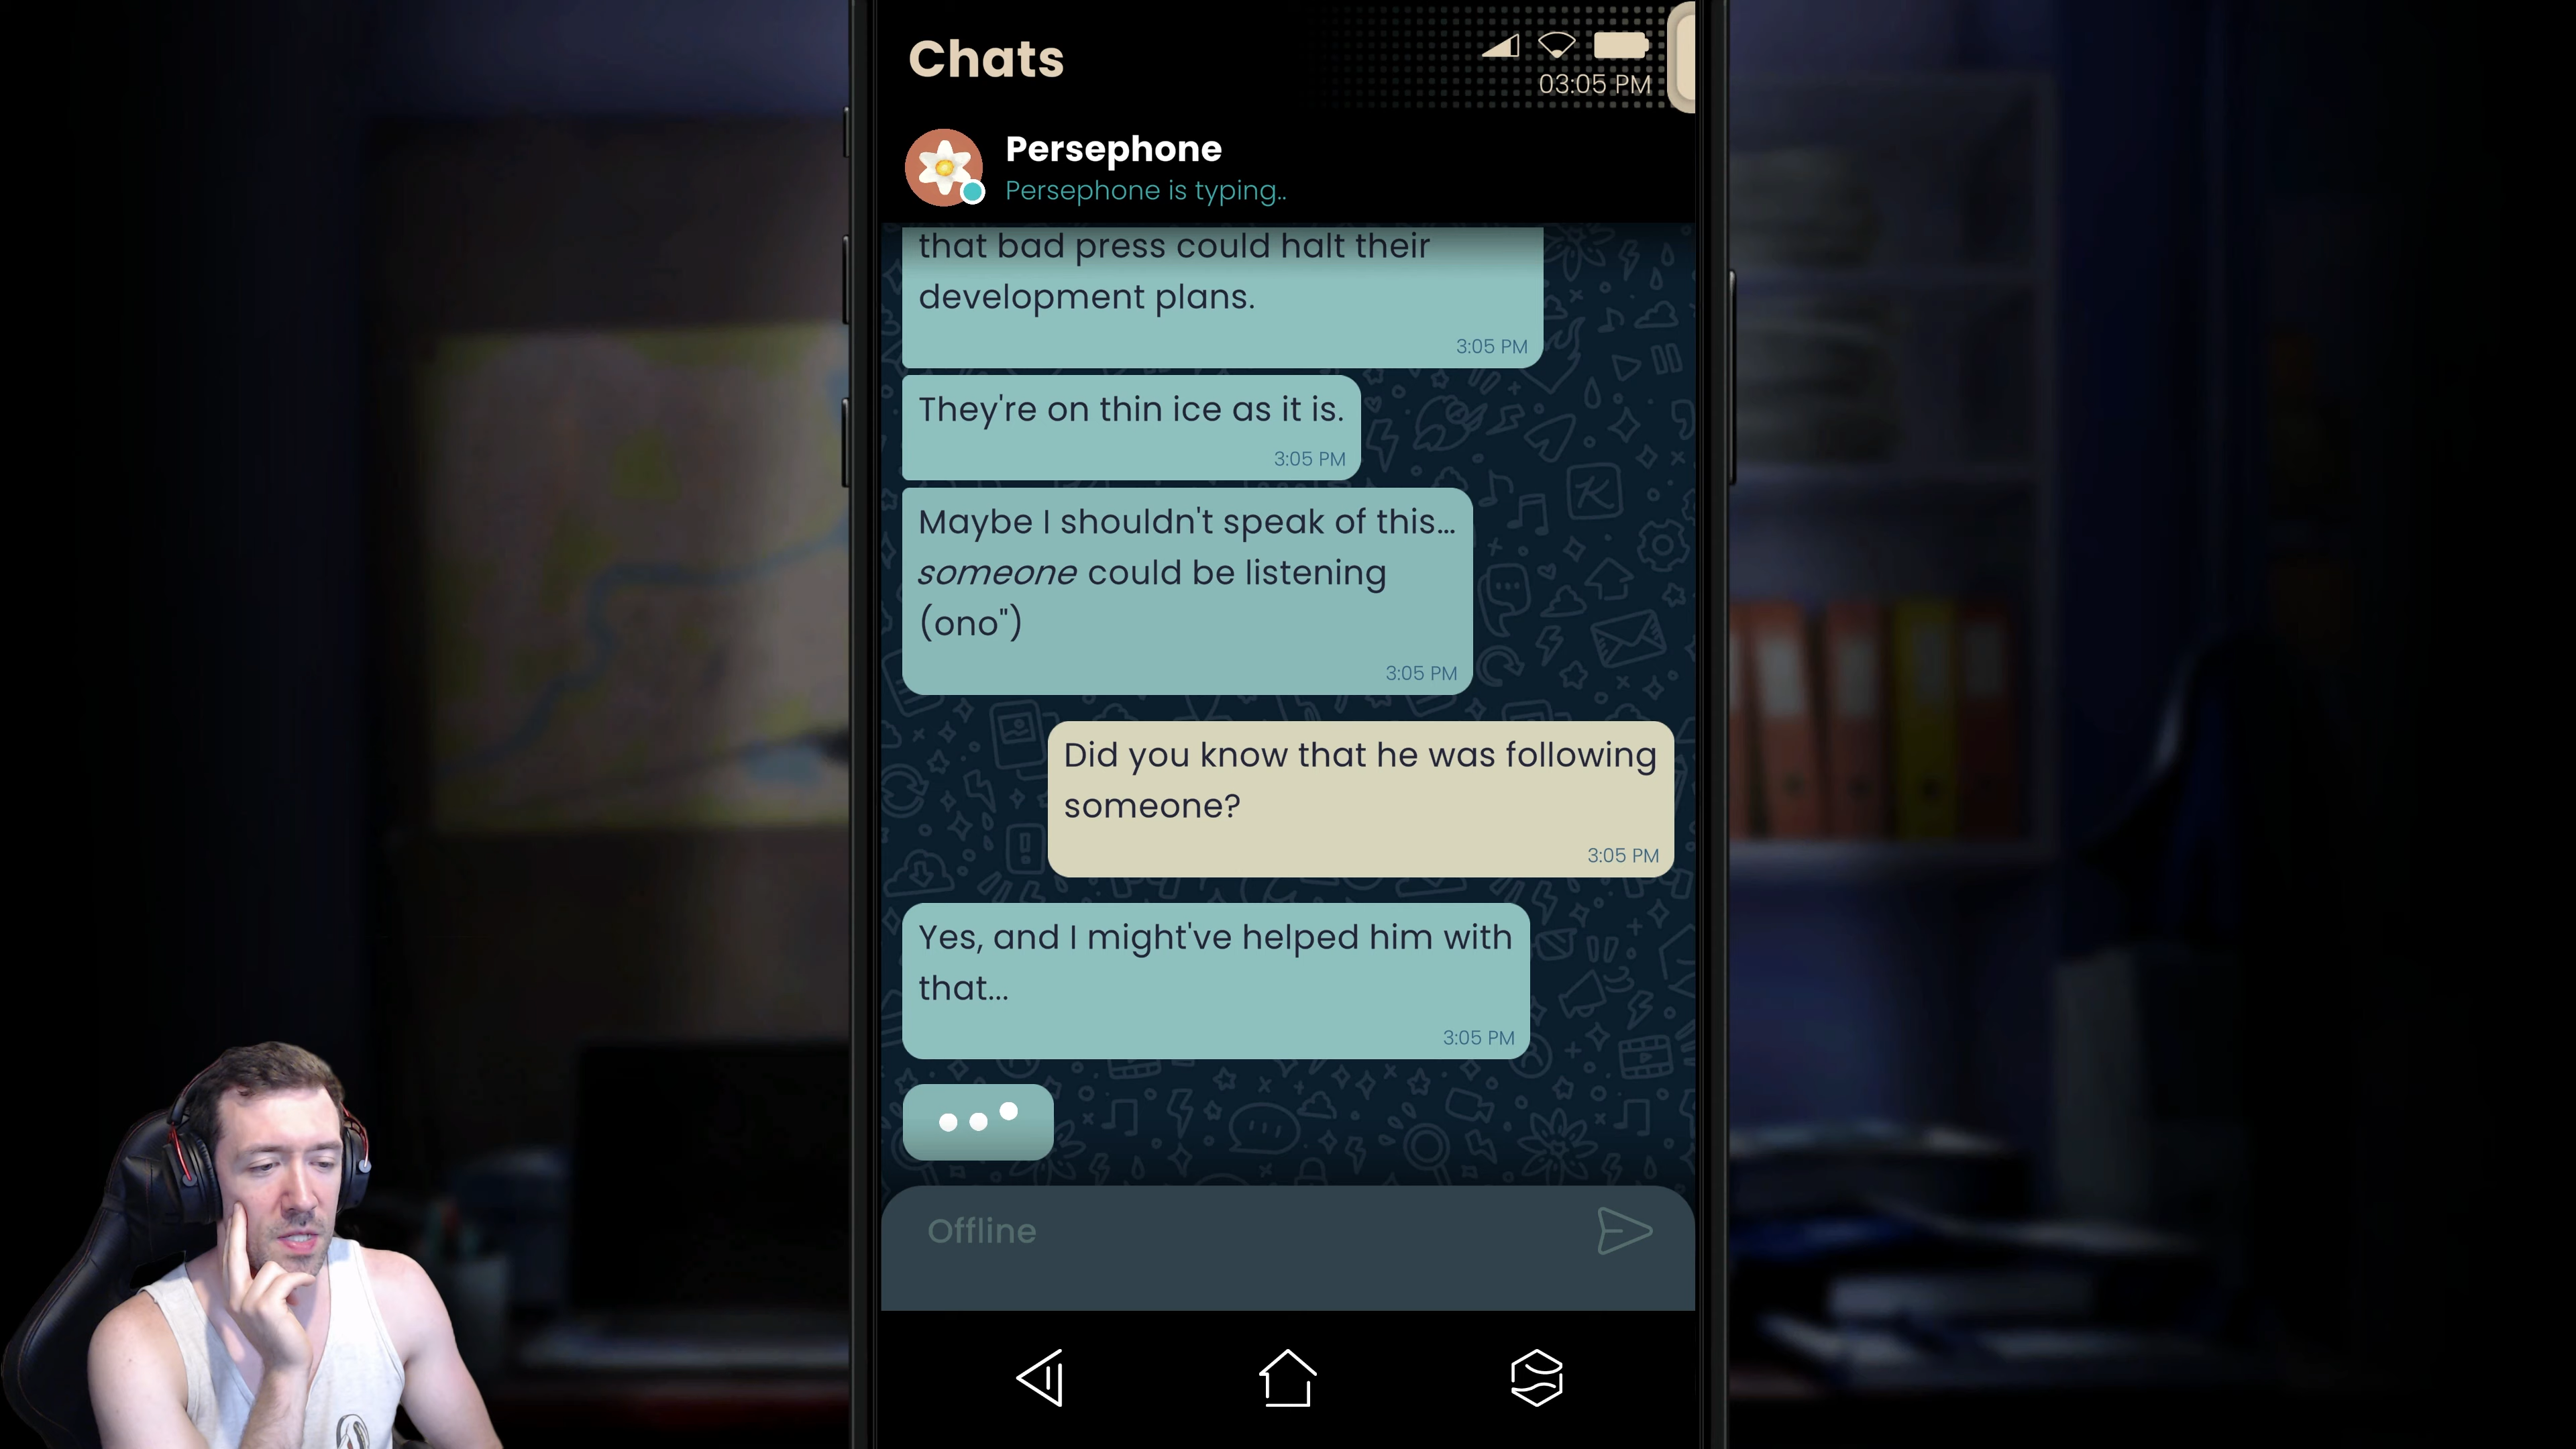 Chats
03:05 PM
Persephone
Persephone is typing..
that bad press could halt their
development plans.
3:05 PM
They're on thin ice as it is.
3:05 PM
Maybe I shouldn't speak of this...
someone could be listening
(ono")
3:05 PM
Did you know that he was following
someone?
3:05 PM
Yes, and I might've helped him with
that...
3:05 PM
Offline